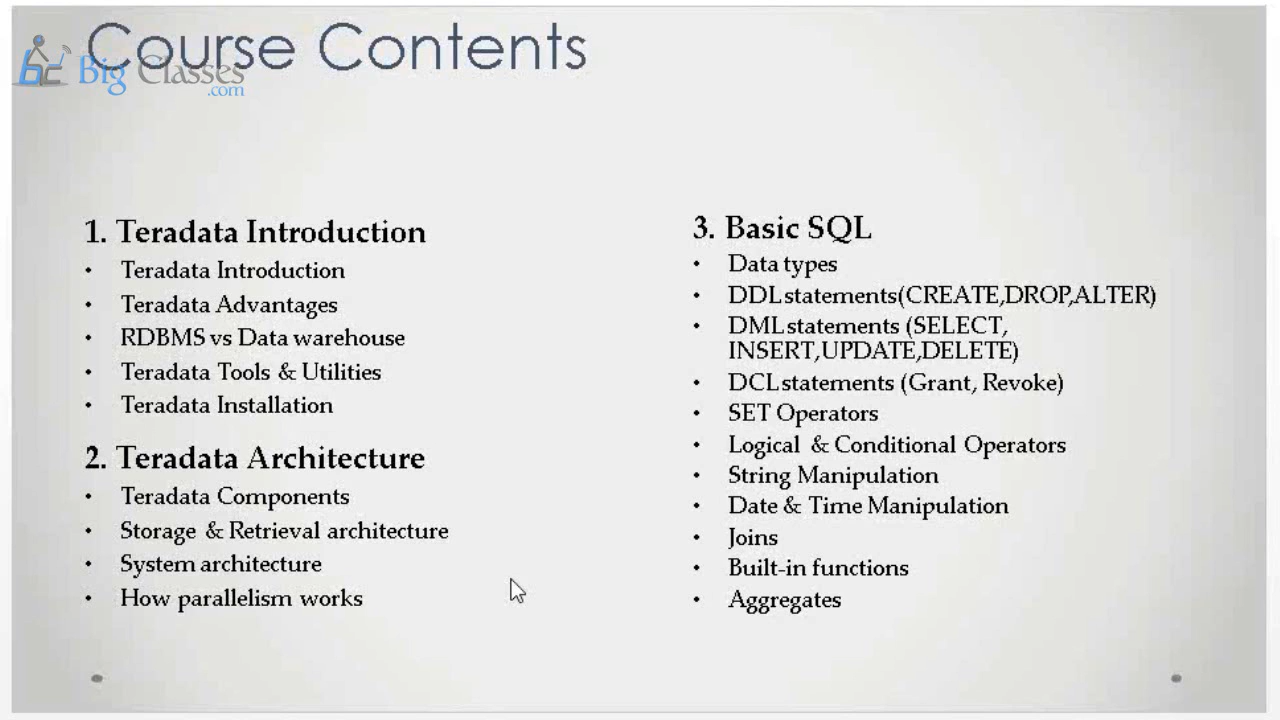 Course Contents
Big Classes
.com
1. Teradata Introduction
• Teradata Introduction
• Teradata Advantages
• RDBMS vs Data warehouse
• Teradata Tools & Utilities
• Teradata Installation
2. Teradata Architecture
• Teradata Components
• Storage & Retrieval architecture
• System architecture
• How parallelism works
3. Basic SQL
• Data types
• DDL statements(CREATE,DROP,ALTER)
• DML statements (SELECT,
INSERT,UPDATE,DELETE)
• DCL statements (Grant, Revoke)
• SET Operators
• Logical & Conditional Operators
• String Manipulation
• Date & Time Manipulation
• Joins
• Built-in functions
• Aggregates